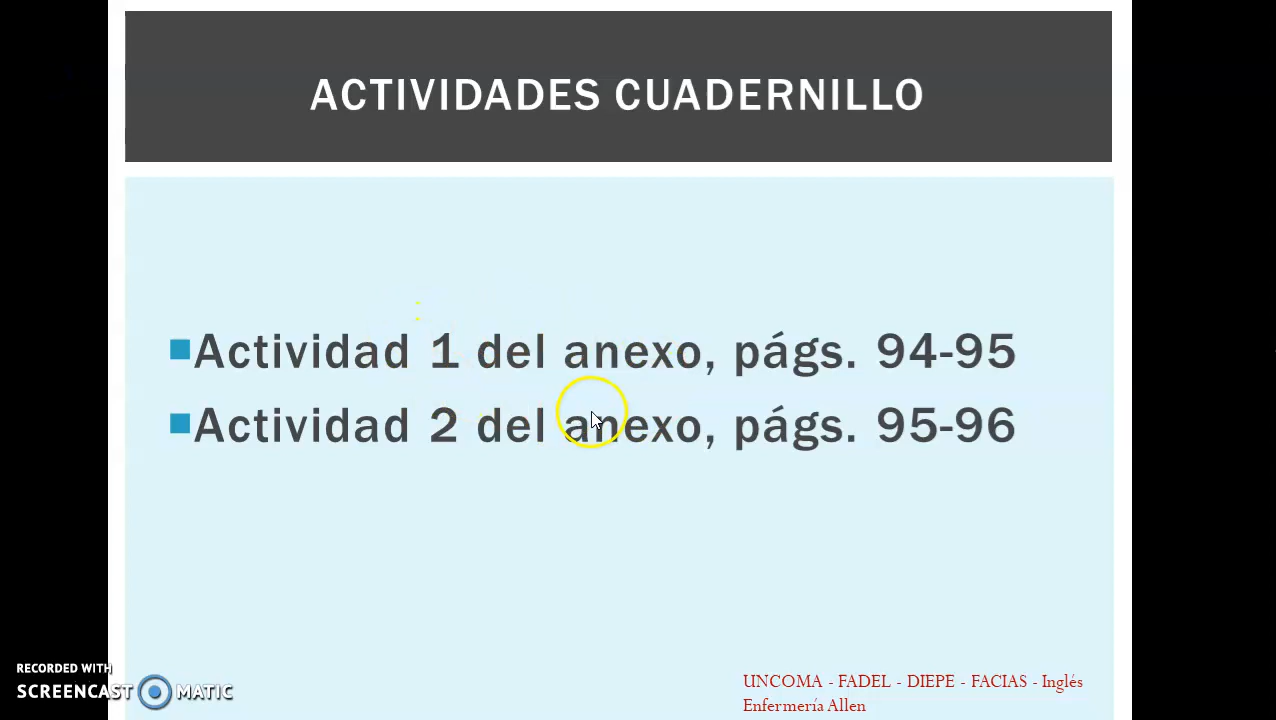 ACTIVIDADES CUADERNILLO
Actividad 1 del anexo, págs. 94-95
Actividad 2 del anexo, págs. 95-96
RECORDED WITH
SCREENCAST MATIC
UNCOMA - FADEL - DIEPE - FACIAS - Inglés
Enfermería Allen